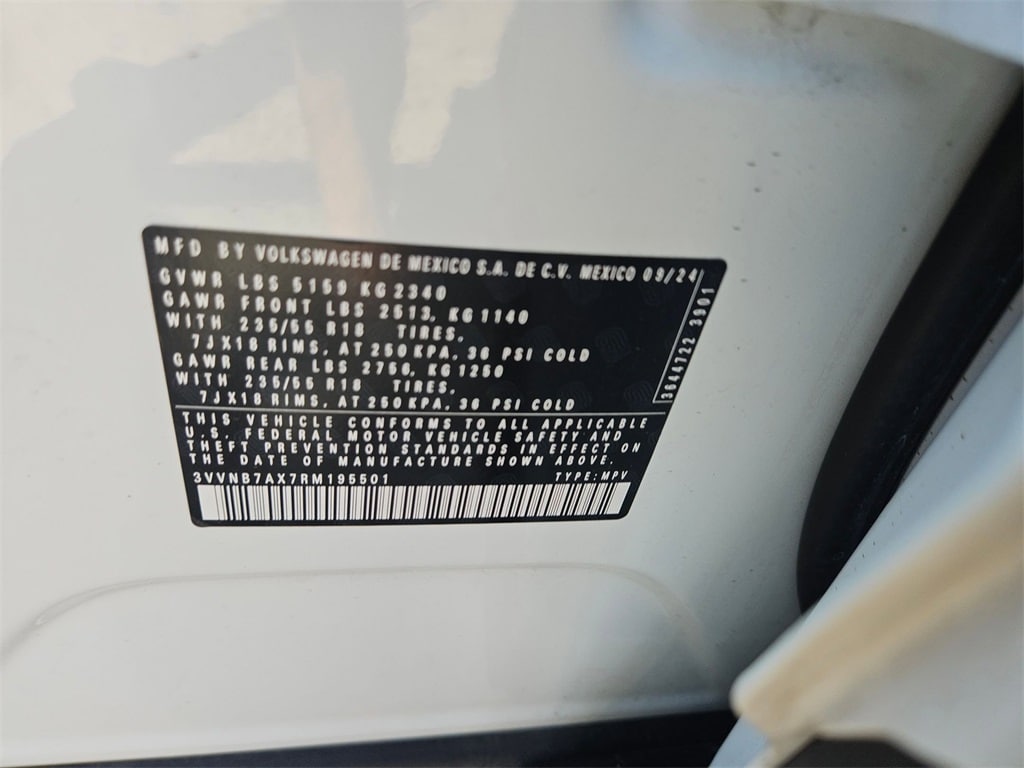 MFD BY VOLKSWAGEN DE MEXICO S.A. DE C.V. MEXICO 09/24
GVWR LBS 5159 KG 2340
GAWR FRONT LBS 2513, KG 1140
WITH 235/55 R18 TIRES,
7JX18 RIMS, AT 250 KPA, 36 PSI COLD
GAWR REAR LBS 2756, KG 1250
WITH 235/55 R18 TIRES,
7JX18 RIMS, AT 250 KPA, 36 PSI COLD
3644722 3901
THIS VEHICLE CONFORMS TO ALL APPLICABLE
U.S. FEDERAL MOTOR VEHICLE SAFETY AND
THEFT PREVENTION STANDARDS IN EFFECT ON
THE DATE OF MANUFACTURE SHOWN ABOVE.
3VVNB7AX7RM195501 TYPE: MPV